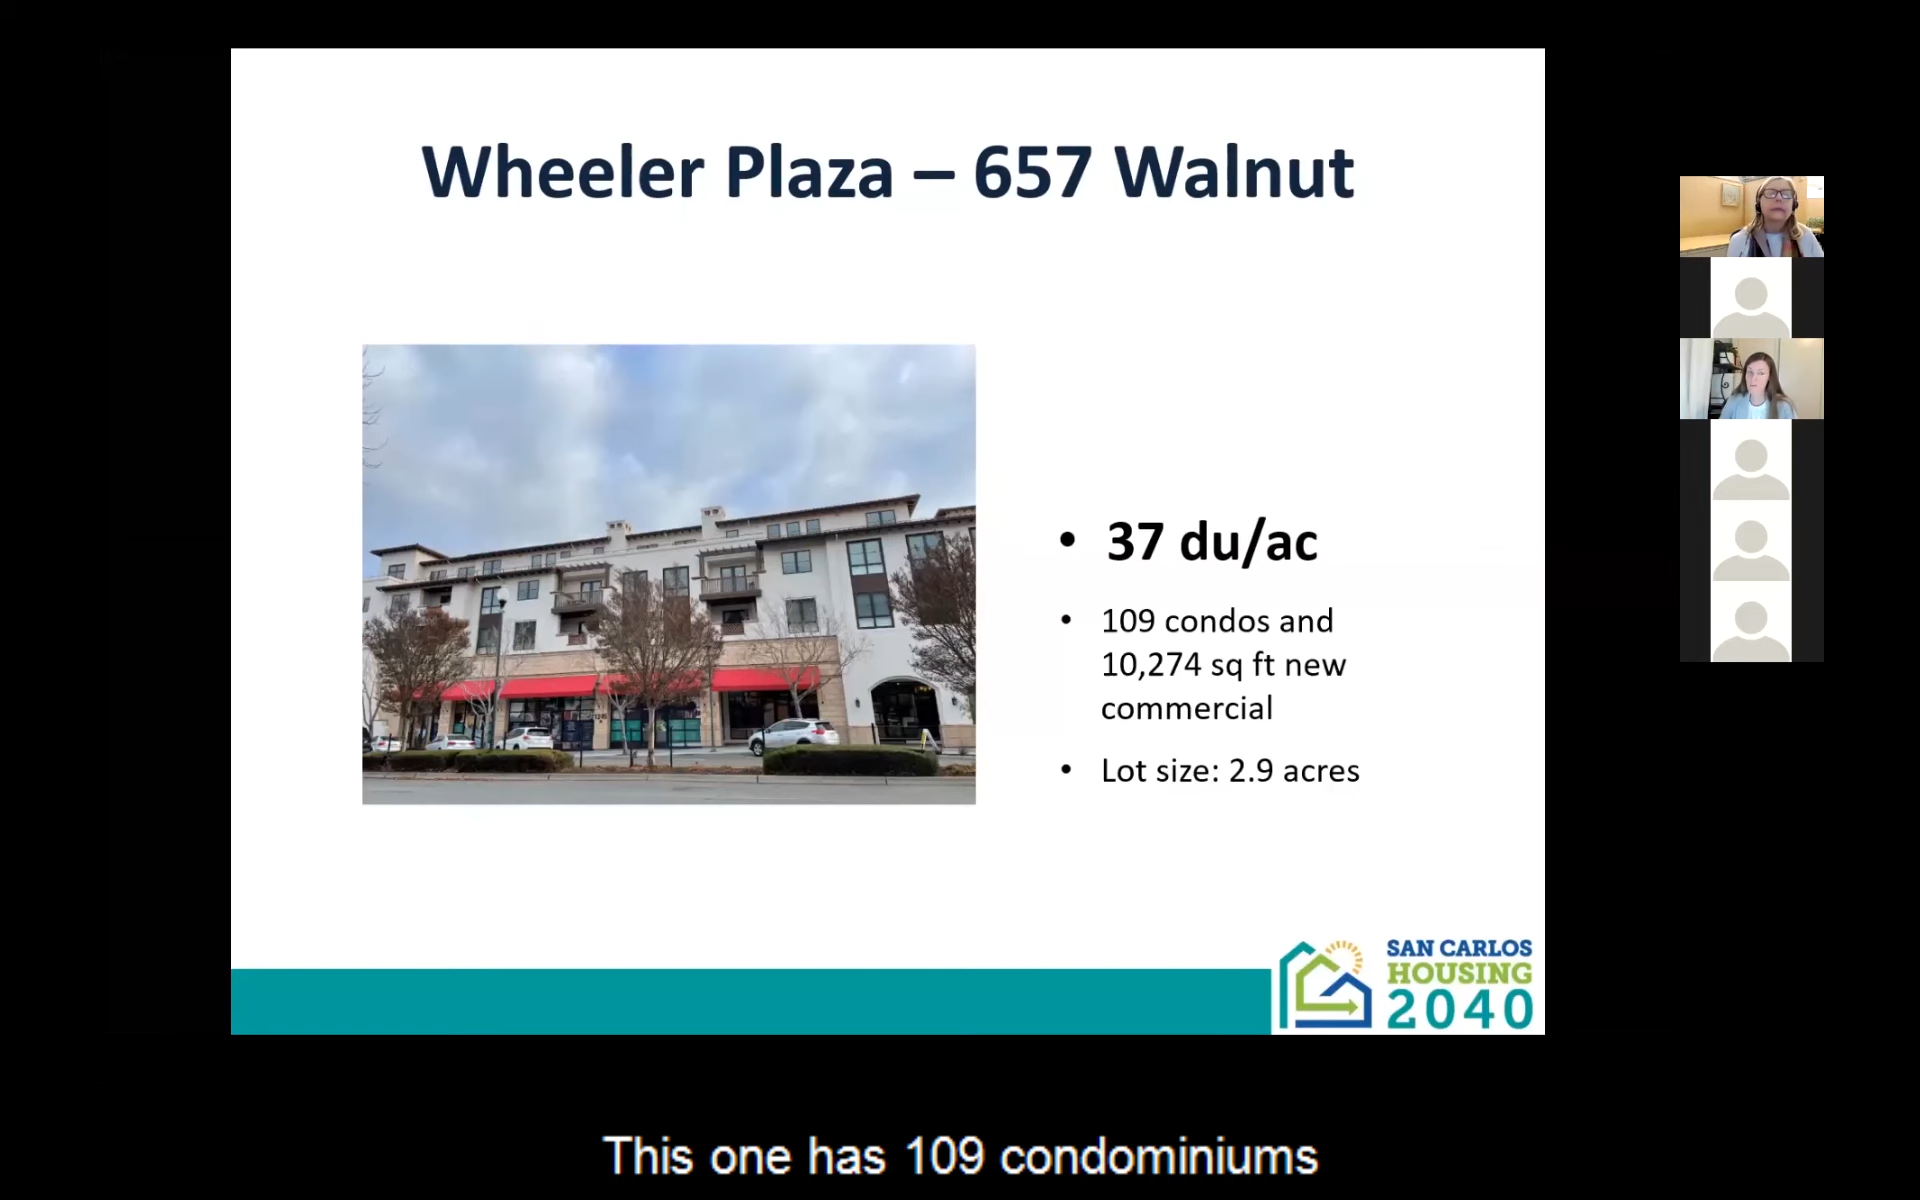 Wheeler Plaza – 657 Walnut
• 37 du/ac
• 109 condos and
10,274 sq ft new
commercial
• Lot size: 2.9 acres
SAN CARLOS
HOUSING
2040
This one has 109 condominiums